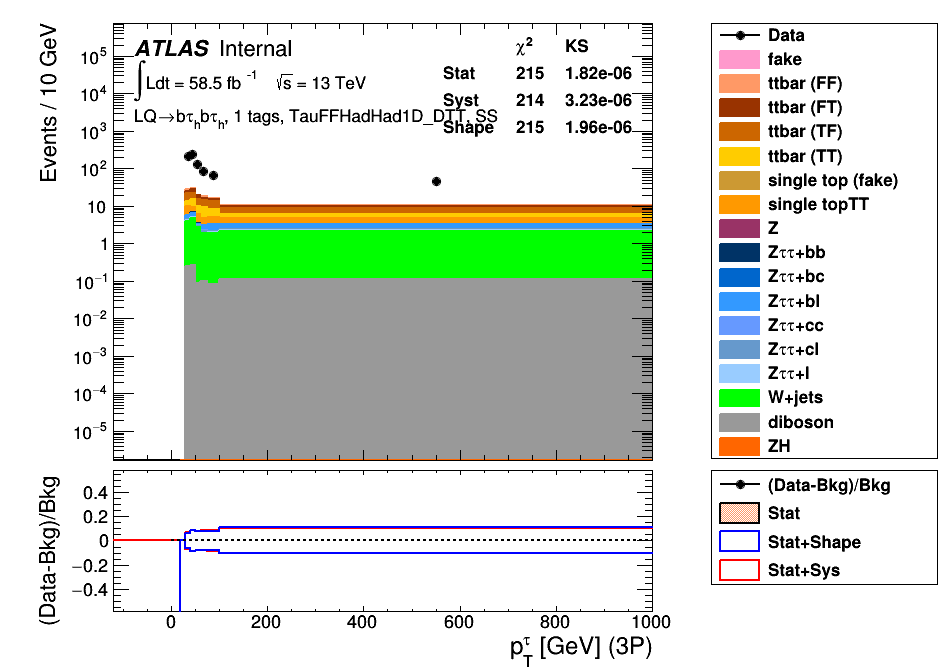 Events / 10 GeV
10⁵
10⁴
10³
10²
10
1
10⁻¹
10⁻²
10⁻³
10⁻⁴
10⁻⁵
ATLAS Internal
∫Ldt = 58.5 fb⁻¹ √s = 13 TeV
LQ→bτₕbτₕ, 1 tags, TauFFHadHad1D_DTT, SS
χ² KS
Stat 215 1.82e-06
Syst 214 3.23e-06
Shape 215 1.96e-06
Data
fake
ttbar (FF)
ttbar (FT)
ttbar (TF)
ttbar (TT)
single top (fake)
single topTT
Z
Zττ+bb
Zττ+bc
Zττ+bl
Zττ+cc
Zττ+cl
Zττ+l
W+jets
diboson
ZH
(Data-Bkg)/Bkg
0.4
0.2
0
−0.2
−0.4
0 200 400 600 800 1000
p_T^τ [GeV] (3P)
(Data-Bkg)/Bkg
Stat
Stat+Shape
Stat+Sys